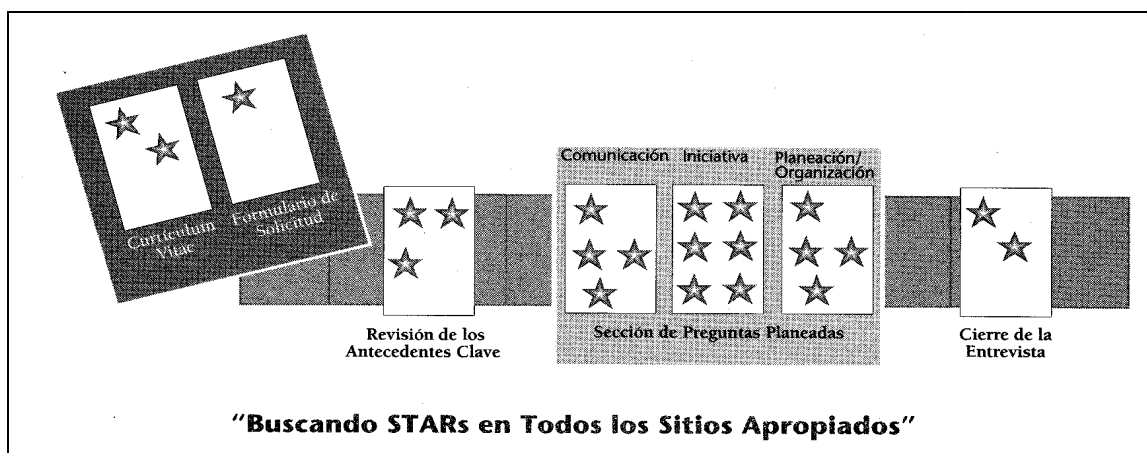 Currículum
Vitae
Formulario de
Solicitud
Revisión de los
Antecedentes Clave
Comunicación
Iniciativa
Planeación/
Organización
Sección de Preguntas Planeadas
Cierre de la
Entrevista
"Buscando STARs en Todos los Sitios Apropiados"